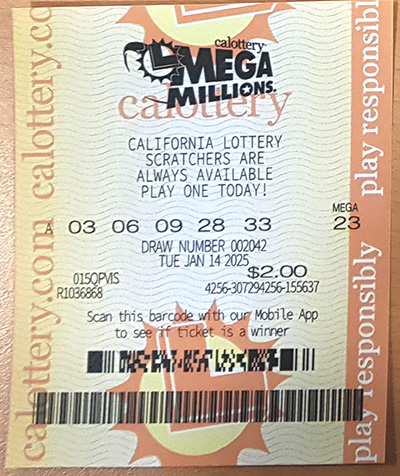 calottery
MEGA
MILLIONS.
calottery
CALIFORNIA LOTTERY
SCRATCHERS ARE
ALWAYS AVAILABLE
PLAY ONE TODAY!
MEGA
A 03 06 09 28 33 23
DRAW NUMBER 002042
TUE JAN 14 2025
$2.00
015QPVIS
R1036868 4256-307294256-155637
Scan this barcode with our Mobile App
to see if ticket is a winner
calottery.com calottery.co
play responsibly play responsibl